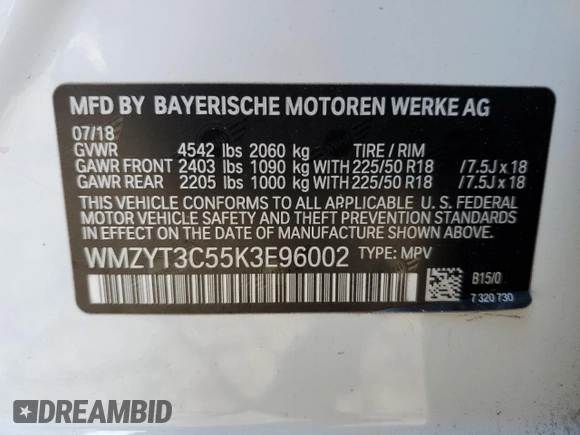 MFD BY BAYERISCHE MOTOREN WERKE AG
07/18
GVWR 4542 lbs 2060 kg TIRE / RIM
GAWR FRONT 2403 lbs 1090 kg WITH 225/50 R18 /7.5J x 18
GAWR REAR 2205 lbs 1000 kg WITH 225/50 R18 /7.5J x 18
THIS VEHICLE CONFORMS TO ALL APPLICABLE U. S. FEDERAL
MOTOR VEHICLE SAFETY AND THEFT PREVENTION STANDARDS
IN EFFECT ON THE DATE OF MANUFACTURE SHOWN ABOVE.
WMZYT3C55K3E96002 TYPE: MPV
B15/0
7 320 730
DREAMBID